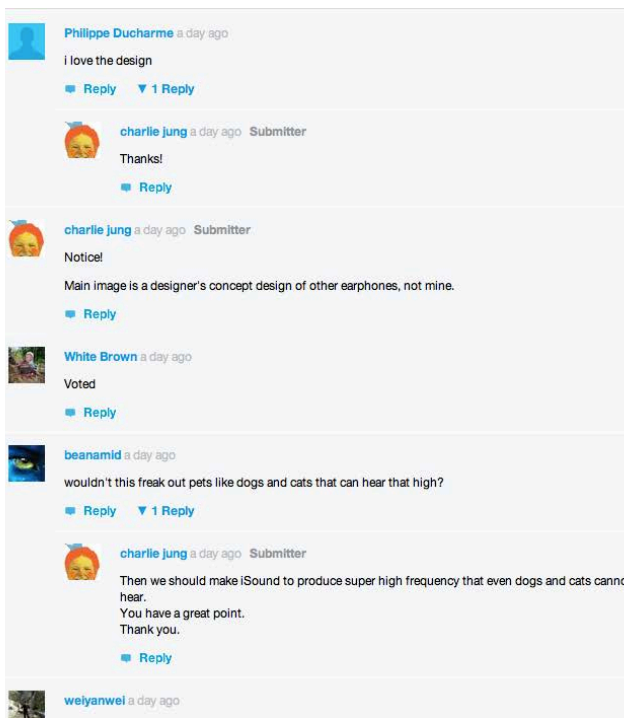 Philippe Ducharme a day ago
i love the design
Reply ▼ 1 Reply
charlie jung a day ago Submitter
Thanks!
Reply
charlie jung a day ago Submitter
Notice!
Main image is a designer's concept design of other earphones, not mine.
Reply
White Brown a day ago
Voted
Reply
beanamid a day ago
wouldn't this freak out pets like dogs and cats that can hear that high?
Reply ▼ 1 Reply
charlie jung a day ago Submitter
Then we should make iSound to produce super high frequency that even dogs and cats
hear.
You have a great point.
Thank you.
Reply
weiyanwei a day ago